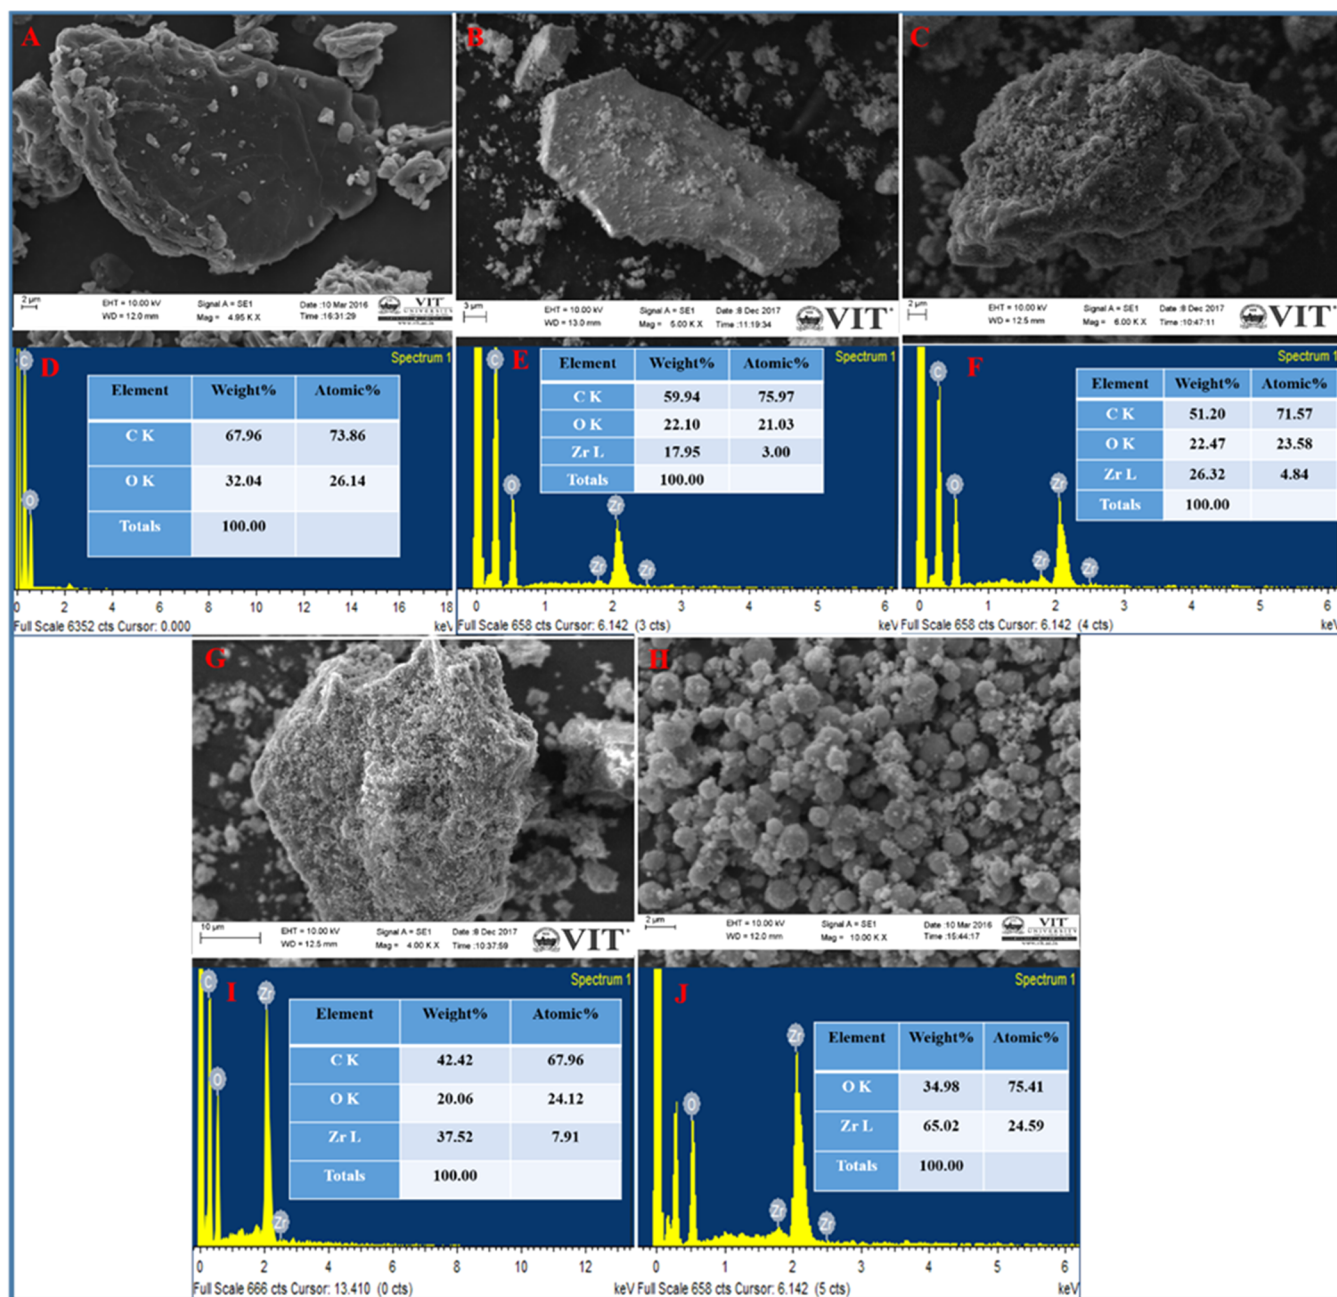 A
2 µm
EHT = 10.00 kV
Signal A = SE1
Date :10 Mar 2016
WD = 12.0 mm
Mag = 4.95 K X
Time :16:31:29
VIT
UNIVERSITY
B
3 µm
EHT = 10.00 kV
Signal A = SE1
Date :8 Dec 2017
WD = 13.0 mm
Mag = 5.00 K X
Time :11:19:34
VIT
C
2 µm
EHT = 10.00 kV
Signal A = SE1
Date :8 Dec 2017
WD = 12.5 mm
Mag = 6.00 K X
Time :10:47:11
VIT
D
Spectrum 1
C
O
Element Weight% Atomic%
C K 67.96 73.86
O K 32.04 26.14
Totals 100.00
0 2 4 6 8 10 12 14 16 18
Full Scale 6352 cts Cursor: 0.000
keV
E
Spectrum 1
C
O
Zr
Zr
Zr
Element Weight% Atomic%
C K 59.94 75.97
O K 22.10 21.03
Zr L 17.95 3.00
Totals 100.00
0 1 2 3 4 5 6
Full Scale 658 cts Cursor: 6.142 (3 cts)
keV
F
Spectrum 1
C
O
Zr
Zr
Zr
Element Weight% Atomic%
C K 51.20 71.57
O K 22.47 23.58
Zr L 26.32 4.84
Totals 100.00
0 1 2 3 4 5 6
Full Scale 658 cts Cursor: 6.142 (4 cts)
keV
G
10 µm
EHT = 10.00 kV
Signal A = SE1
Date :8 Dec 2017
WD = 12.5 mm
Mag = 4.00 K X
Time :10:37:59
VIT
H
2 µm
EHT = 10.00 kV
Signal A = SE1
Date :10 Mar 2016
WD = 12.0 mm
Mag = 10.00 K X
Time :15:44:17
VIT
UNIVERSITY
I
Spectrum 1
C
O
Zr
Zr
Element Weight% Atomic%
C K 42.42 67.96
O K 20.06 24.12
Zr L 37.52 7.91
Totals 100.00
0 2 4 6 8 10 12
Full Scale 666 cts Cursor: 13.410 (0 cts)
keV
J
Spectrum 1
O
Zr
Zr
Zr
Element Weight% Atomic%
O K 34.98 75.41
Zr L 65.02 24.59
Totals 100.00
0 1 2 3 4 5 6
Full Scale 658 cts Cursor: 6.142 (5 cts)
keV